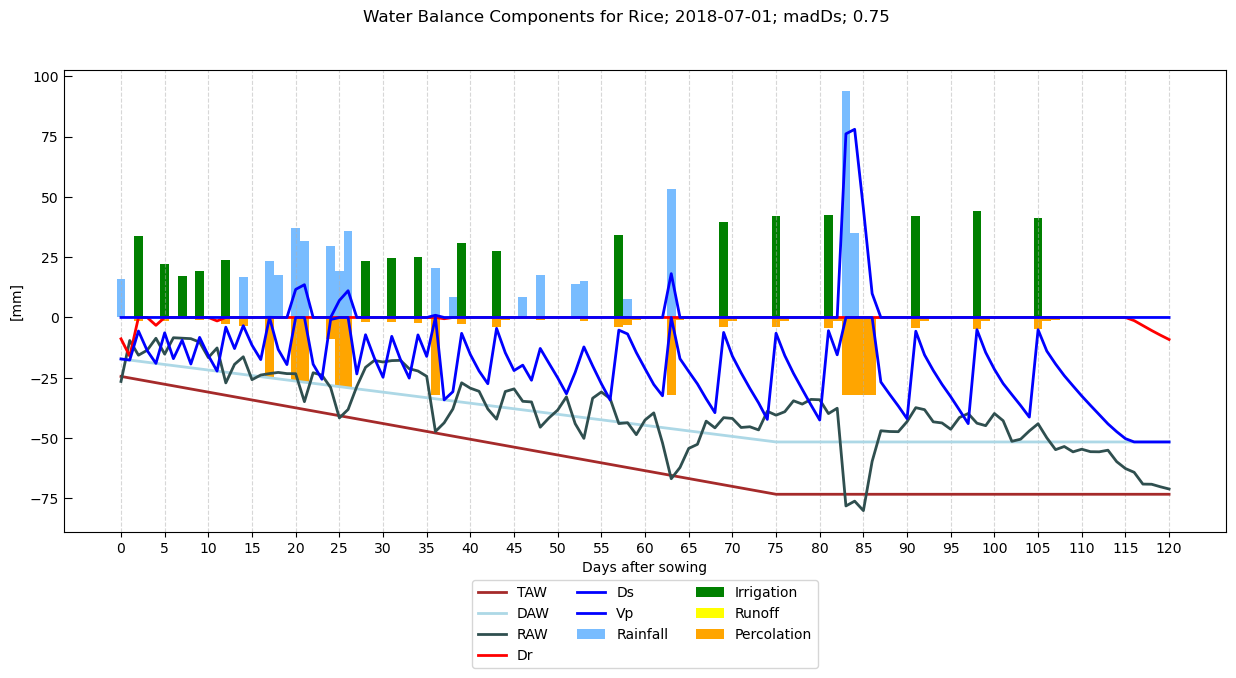 Water Balance Components for Rice; 2018-07-01; madDs; 0.75
100
75
50
25
0
−25
−50
−75
[mm]
0 5 10 15 20 25 30 35 40 45 50 55 60 65 70 75 80 85 90 95 100 105 110 115 120
Days after sowing
TAW Ds Irrigation
DAW Vp Runoff
RAW Rainfall Percolation
Dr